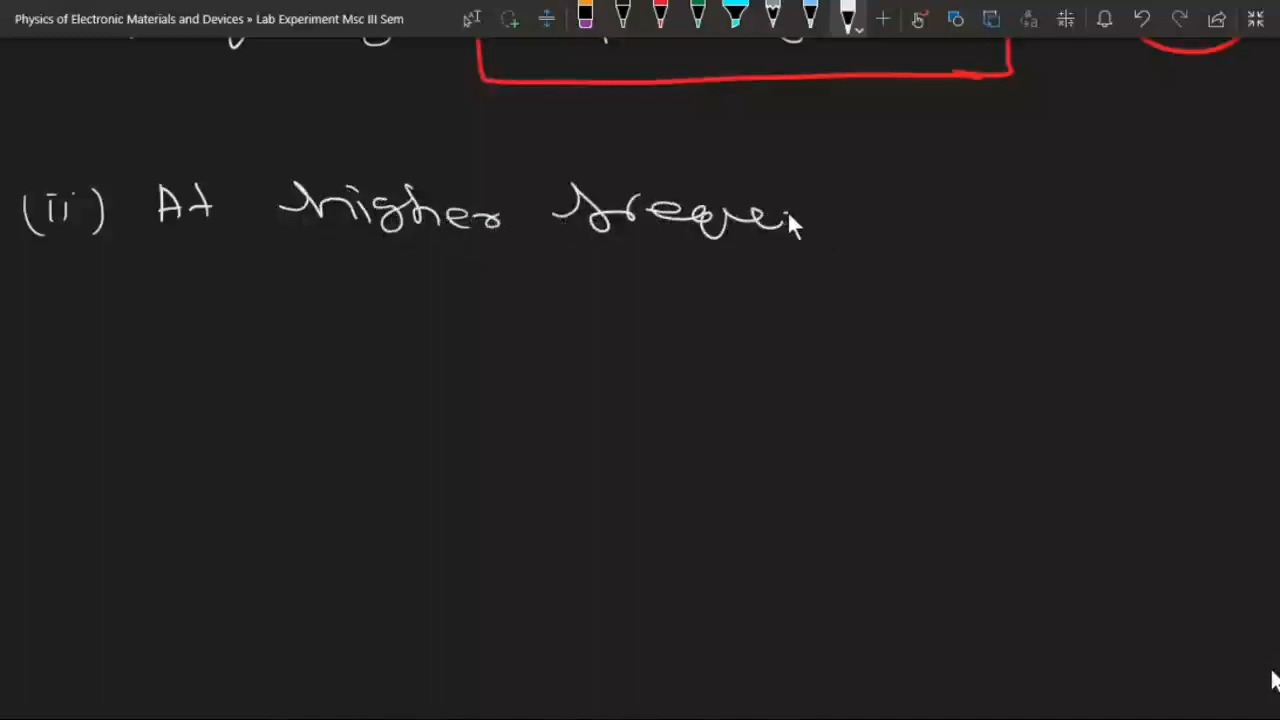 Physics of Electronic Materials and Devices » Lab Experiment Msc III Sem
(ii) At higher freque